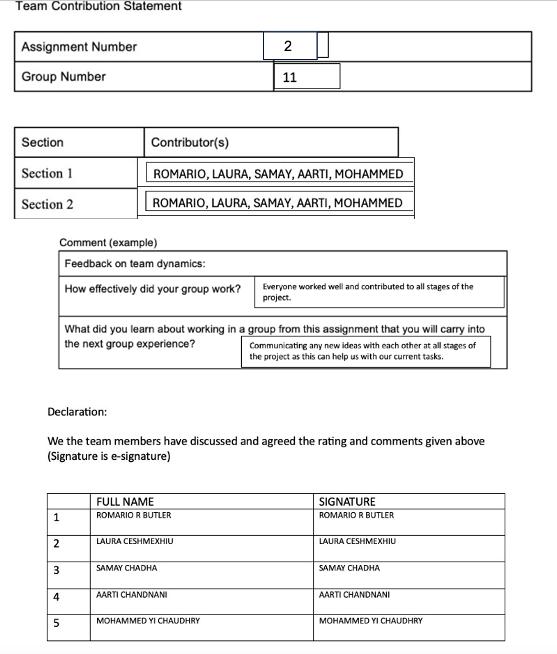 Team Contribution Statement
Assignment Number 2
Group Number 11
Section Contributor(s)
Section 1 ROMARIO, LAURA, SAMAY, AARTI, MOHAMMED
Section 2 ROMARIO, LAURA, SAMAY, AARTI, MOHAMMED
Comment (example)
Feedback on team dynamics:
How effectively did your group work? Everyone worked well and contributed to all stages of the
project.
What did you learn about working in a group from this assignment that you will carry into
the next group experience? Communicating any new ideas with each other at all stages of
the project as this can help us with our current tasks.
Declaration:
We the team members have discussed and agreed the rating and comments given above
(Signature is e-signature)
FULL NAME SIGNATURE
1 ROMARIO R BUTLER ROMARIO R BUTLER
2 LAURA CESHMEXHIU LAURA CESHMEXHIU
3 SAMAY CHADHA SAMAY CHADHA
4 AARTI CHANDNANI AARTI CHANDNANI
5 MOHAMMED YI CHAUDHRY MOHAMMED YI CHAUDHRY